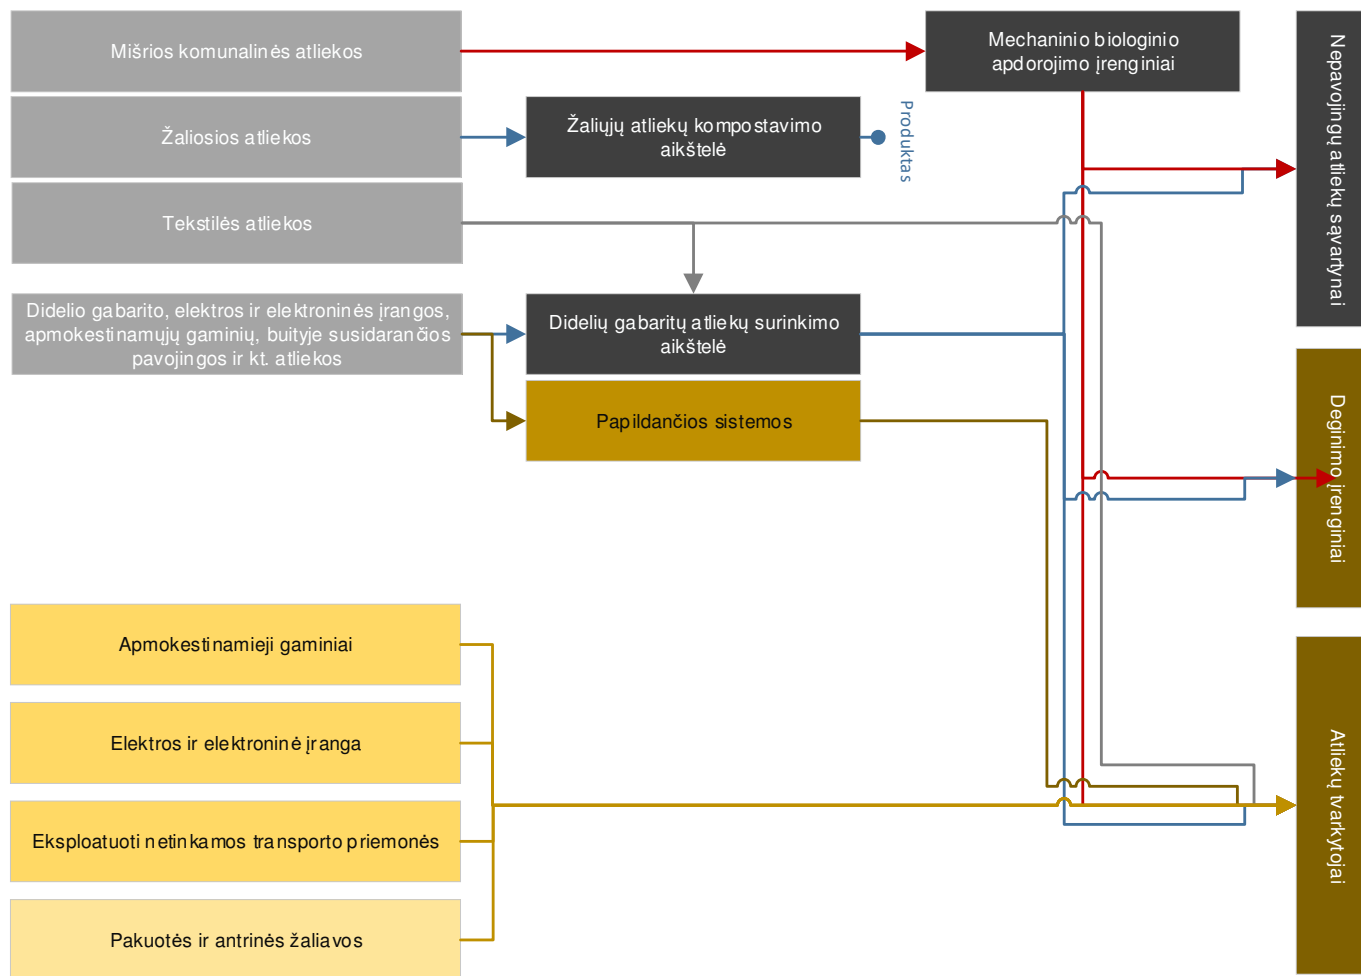 Mišrios komunalinės atliekos
Mechaninio biologinio
apdorojimo įrenginiai
Nepavojingų atliekų sąvartynai
Žaliosios atliekos
Žaliųjų atliekų kompostavimo
aikštelė
Produktas
Tekstilės atliekos
Didelio gabarito, elektros ir elektroninės įrangos,
apmokestinamųjų gaminių, buityje susidarančios
pavojingos ir kt. atliekos
Didelių gabaritų atliekų surinkimo
aikštelė
Papildančios sistemos
Deginimo įrenginiai
Apmokestinamieji gaminiai
Elektros ir elektroninė įranga
Eksploatuoti netinkamos transporto priemonės
Pakuotės ir antrinės žaliavos
Atliekų tvarkytojai